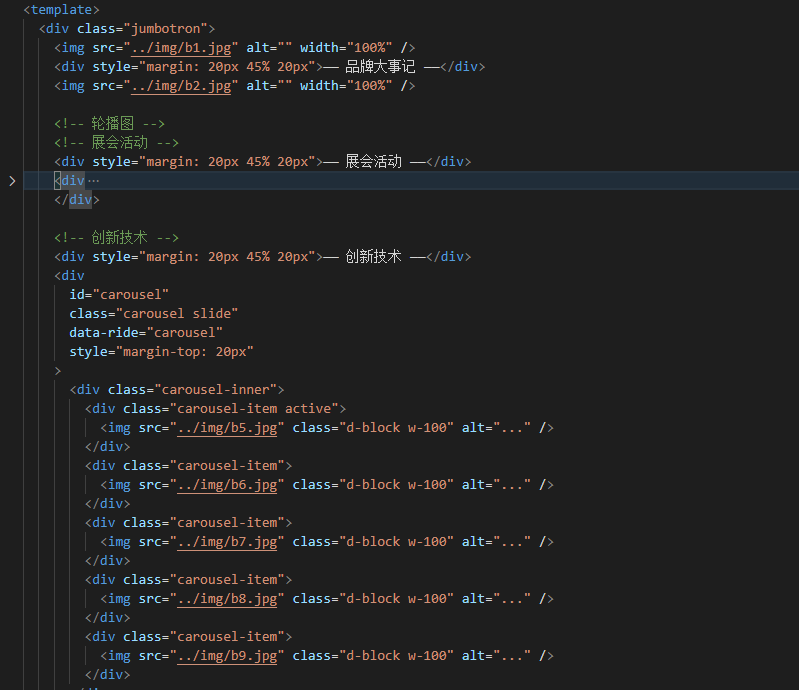 <template>
<div class="jumbotron">
<img src="../img/b1.jpg" alt="" width="100%" />
<div style="margin: 20px 45% 20px">—— 品牌大事记 ——</div>
<img src="../img/b2.jpg" alt="" width="100%" />
<!-- 轮播图 -->
<!-- 展会活动 -->
<div style="margin: 20px 45% 20px">—— 展会活动 ——</div>
<div ···
</div>
<!-- 创新技术 -->
<div style="margin: 20px 45% 20px">—— 创新技术 ——</div>
<div
id="carousel"
class="carousel slide"
data-ride="carousel"
style="margin-top: 20px"
>
<div class="carousel-inner">
<div class="carousel-item active">
<img src="../img/b5.jpg" class="d-block w-100" alt="..." />
</div>
<div class="carousel-item">
<img src="../img/b6.jpg" class="d-block w-100" alt="..." />
</div>
<div class="carousel-item">
<img src="../img/b7.jpg" class="d-block w-100" alt="..." />
</div>
<div class="carousel-item">
<img src="../img/b8.jpg" class="d-block w-100" alt="..." />
</div>
<div class="carousel-item">
<img src="../img/b9.jpg" class="d-block w-100" alt="..." />
</div>